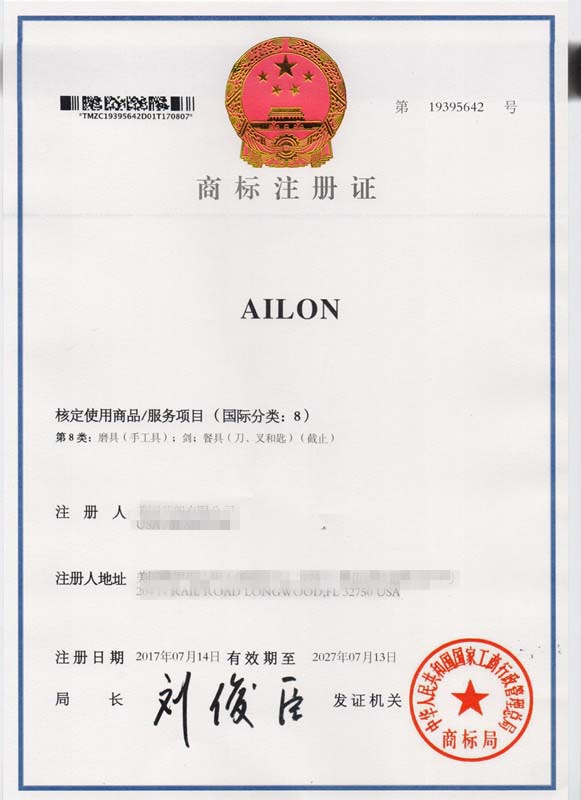 *TMZC19395642D01T170807*
第 19395642 号
商标注册证
AILON
核定使用商品/服务项目（国际分类：8）
第8类：磨具（手工具）；剑；餐具（刀、叉和匙）（截止）
注册人
USA
注册人地址
RAIL ROAD LONGWOOD,FL 32750 USA
注册日期 2017年07月14日 有效期至 2027年07月13日
局长 刘俊臣 发证机关
中华人民共和国国家工商行政管理总局
商标局